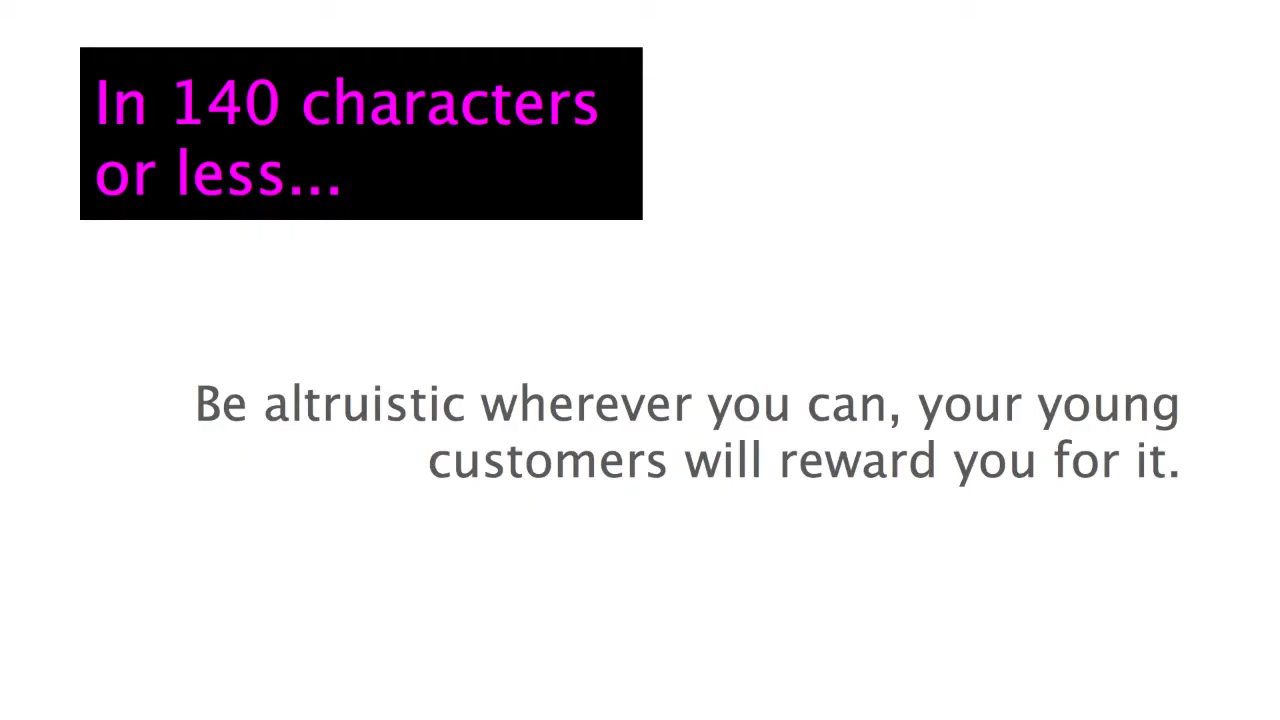 In 140 characters
or less...
Be altruistic wherever you can, your young
customers will reward you for it.